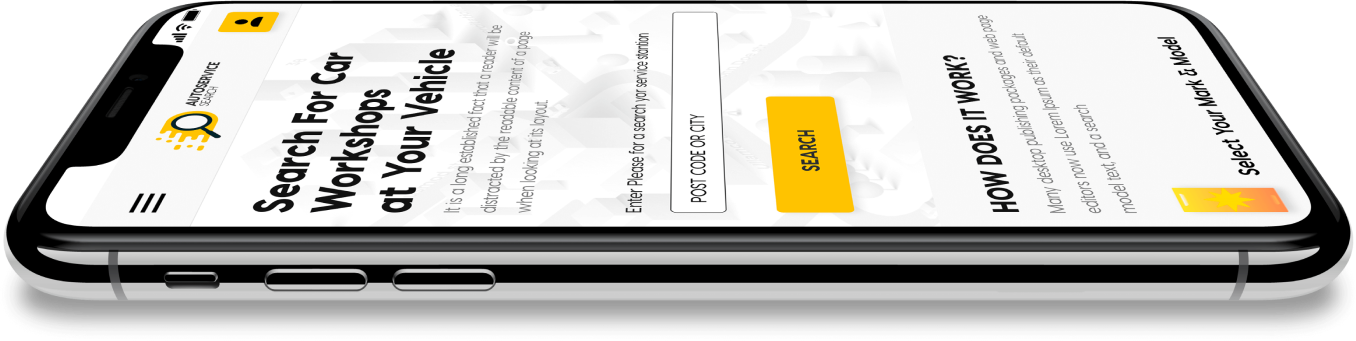 AUTOSERVICE
SEARCH
Search For Car
Workshops
at Your Vehicle
It is a long established fact that a reader will be
distracted by the readable content of a page
when looking at its layout.
Enter Please for a search yor service stantion
POST CODE OR CITY
SEARCH
HOW DOES IT WORK?
Many desktop publishing packages and web page
editors now use Lorem Ipsum as their default
model text, and a search
Select Your Mark & Model